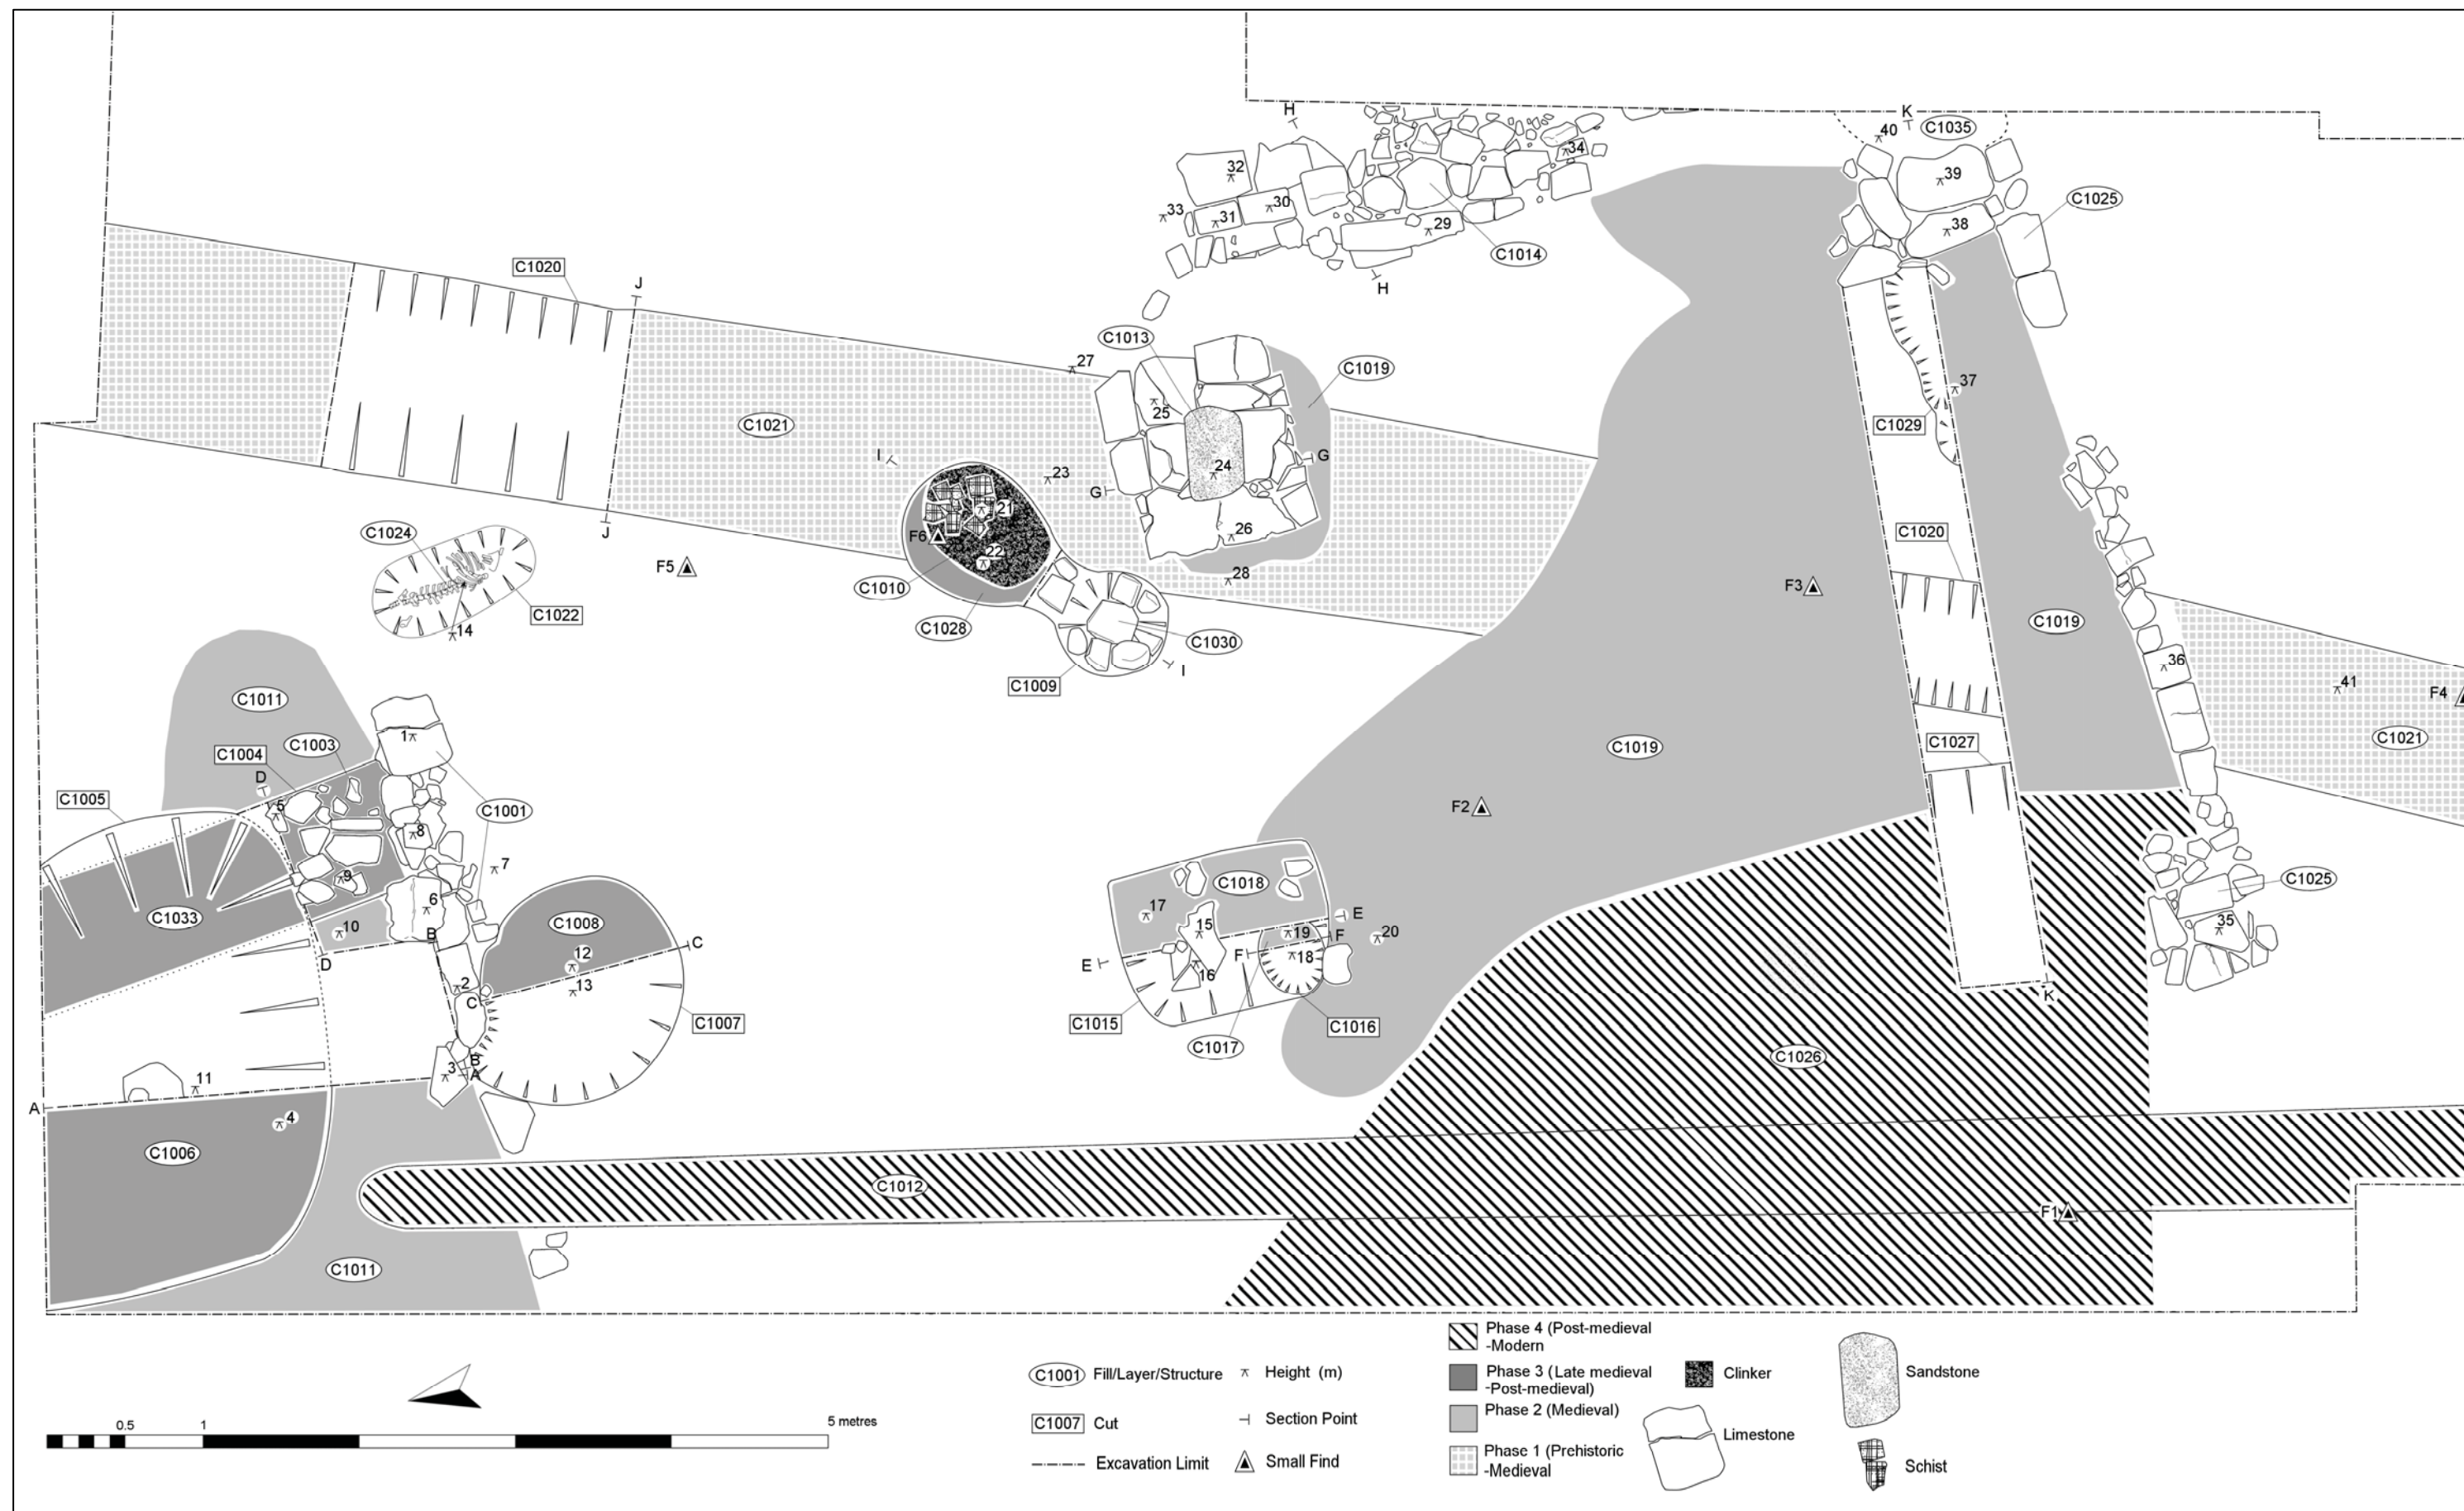 H
K
40
C1035
34
32
39
C1025
33
31
30
29
38
C1014
H
C1020
J
C1013
27
C1019
37
25
C1021
C1029
I
G
24
23
G
C1024
21
F6
26
C1020
22
J
F5
28
F3
C1010
C1022
C1019
14
C1028
C1030
36
I
41
F4
C1009
C1011
1
C1021
C1004
C1003
C1019
C1027
D
C1005
5
C1001
F2
8
7
9
C1018
C1025
6
17
E
C1033
C1008
10
15
19
F
20
35
B
C
D
12
E
16
F
18
2
13
C
K
C1007
C1015
C1016
C1017
B
3
A
C1026
11
A
4
C1006
C1012
F1
C1011
Phase 4 (Post-medieval
-Modern
C1001 Fill/Layer/Structure
Height (m)
Phase 3 (Late medieval
-Post-medieval)
Clinker
Sandstone
Phase 2 (Medieval)
C1007 Cut
Section Point
Limestone
0.5 1 5 metres
Phase 1 (Prehistoric
-Medieval
Excavation Limit
Small Find
Schist